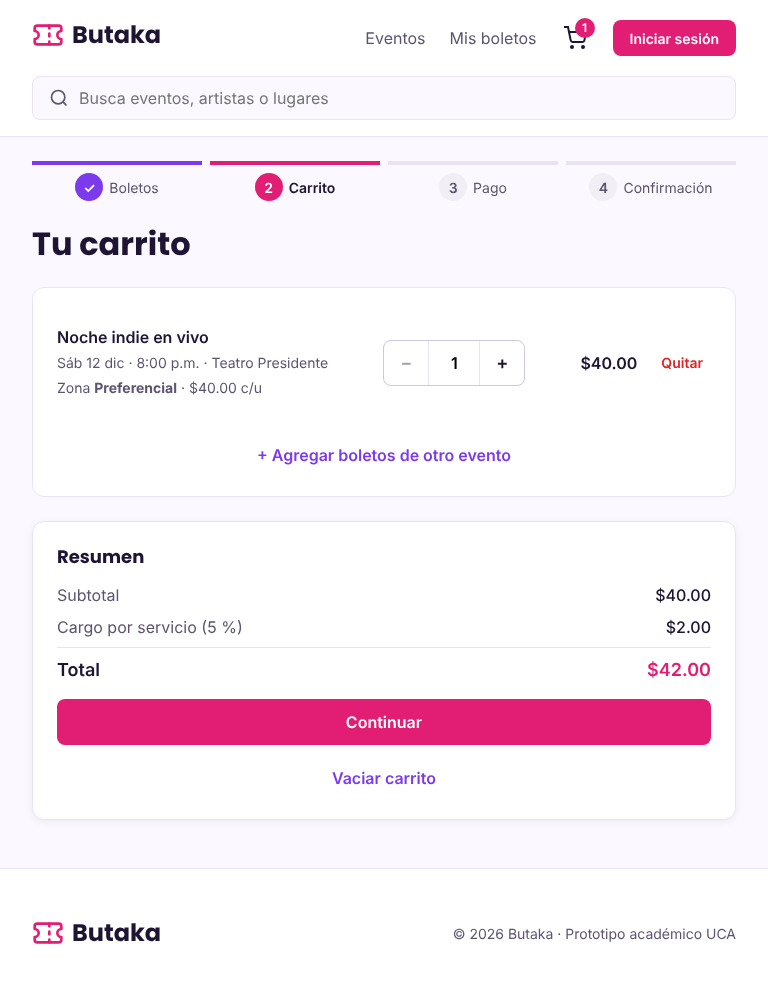 Butaka
Eventos
Mis boletos
1
Iniciar sesión
Busca eventos, artistas o lugares
Boletos
2 Carrito
3 Pago
4 Confirmación
Tu carrito
Noche indie en vivo
Sáb 12 dic · 8:00 p.m. · Teatro Presidente
Zona Preferencial · $40.00 c/u
− 1 +
$40.00
Quitar
+ Agregar boletos de otro evento
Resumen
Subtotal $40.00
Cargo por servicio (5 %) $2.00
Total $42.00
Continuar
Vaciar carrito
Butaka
© 2026 Butaka · Prototipo académico UCA